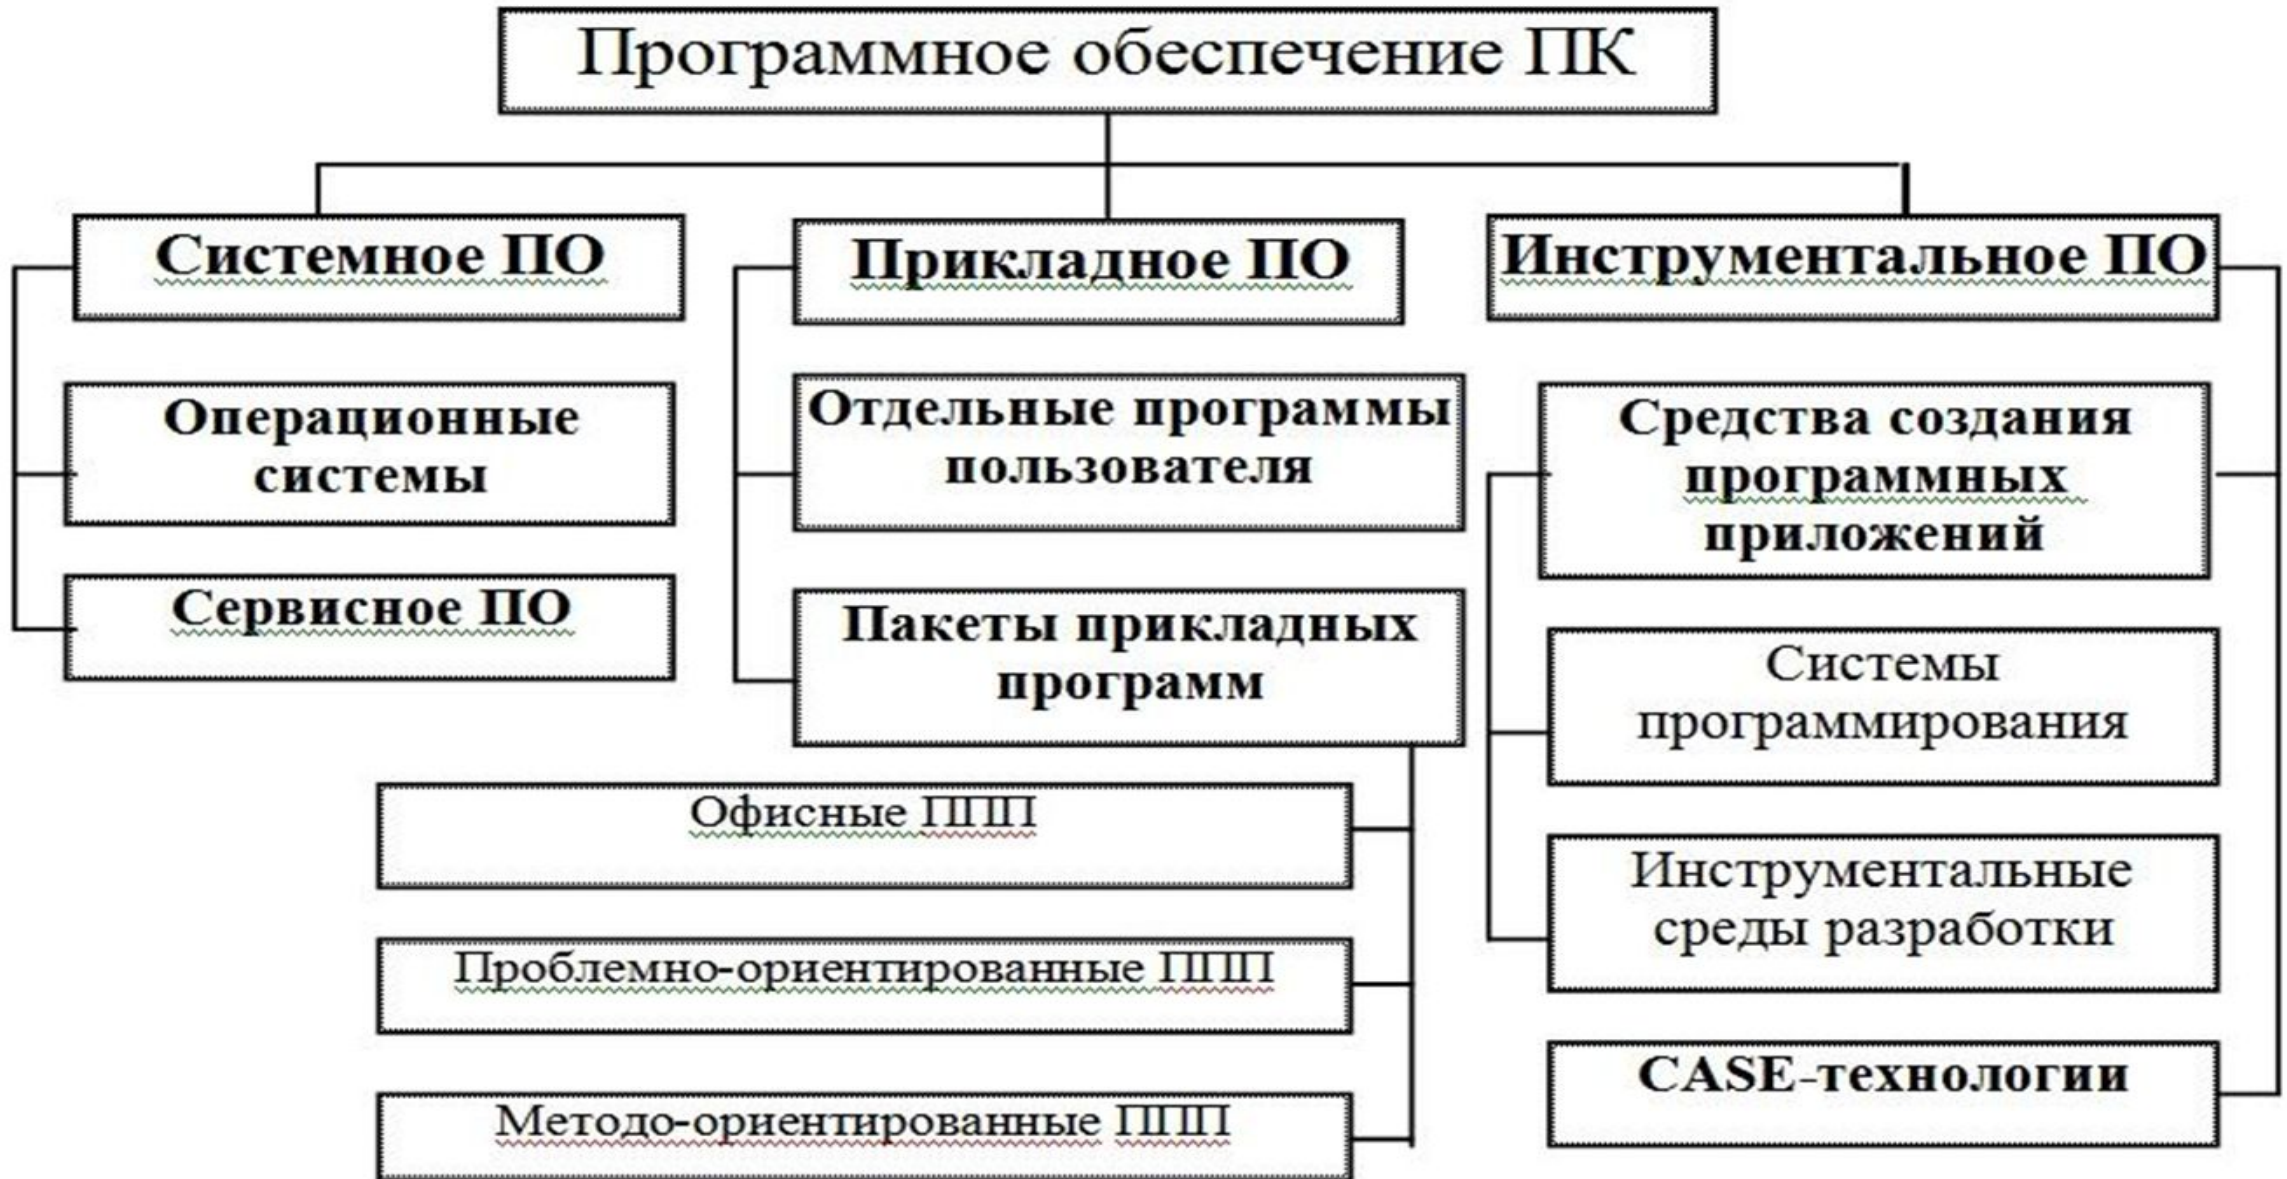 Программное обеспечение ПК
Системное ПО
Операционные
системы
Сервисное ПО
Прикладное ПО
Отдельные программы
пользователя
Пакеты прикладных
программ
Офисные ППП
Проблемно-ориентированные ППП
Методо-ориентированные ППП
Инструментальное ПО
Средства создания
программных
приложений
Системы
программирования
Инструментальные
среды разработки
CASE-технологии